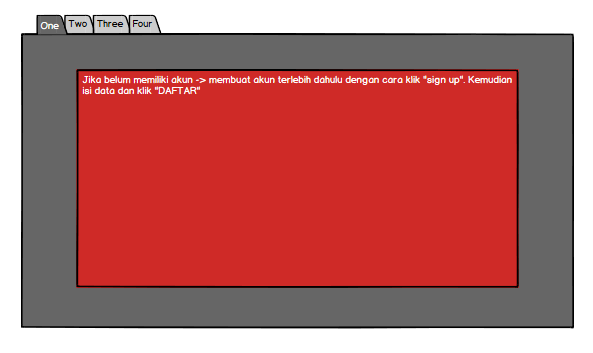 One Two Three Four
Jika belum memiliki akun -> membuat akun terlebih dahulu dengan cara klik "sign up". Kemudian
isi data dan klik "DAFTAR"